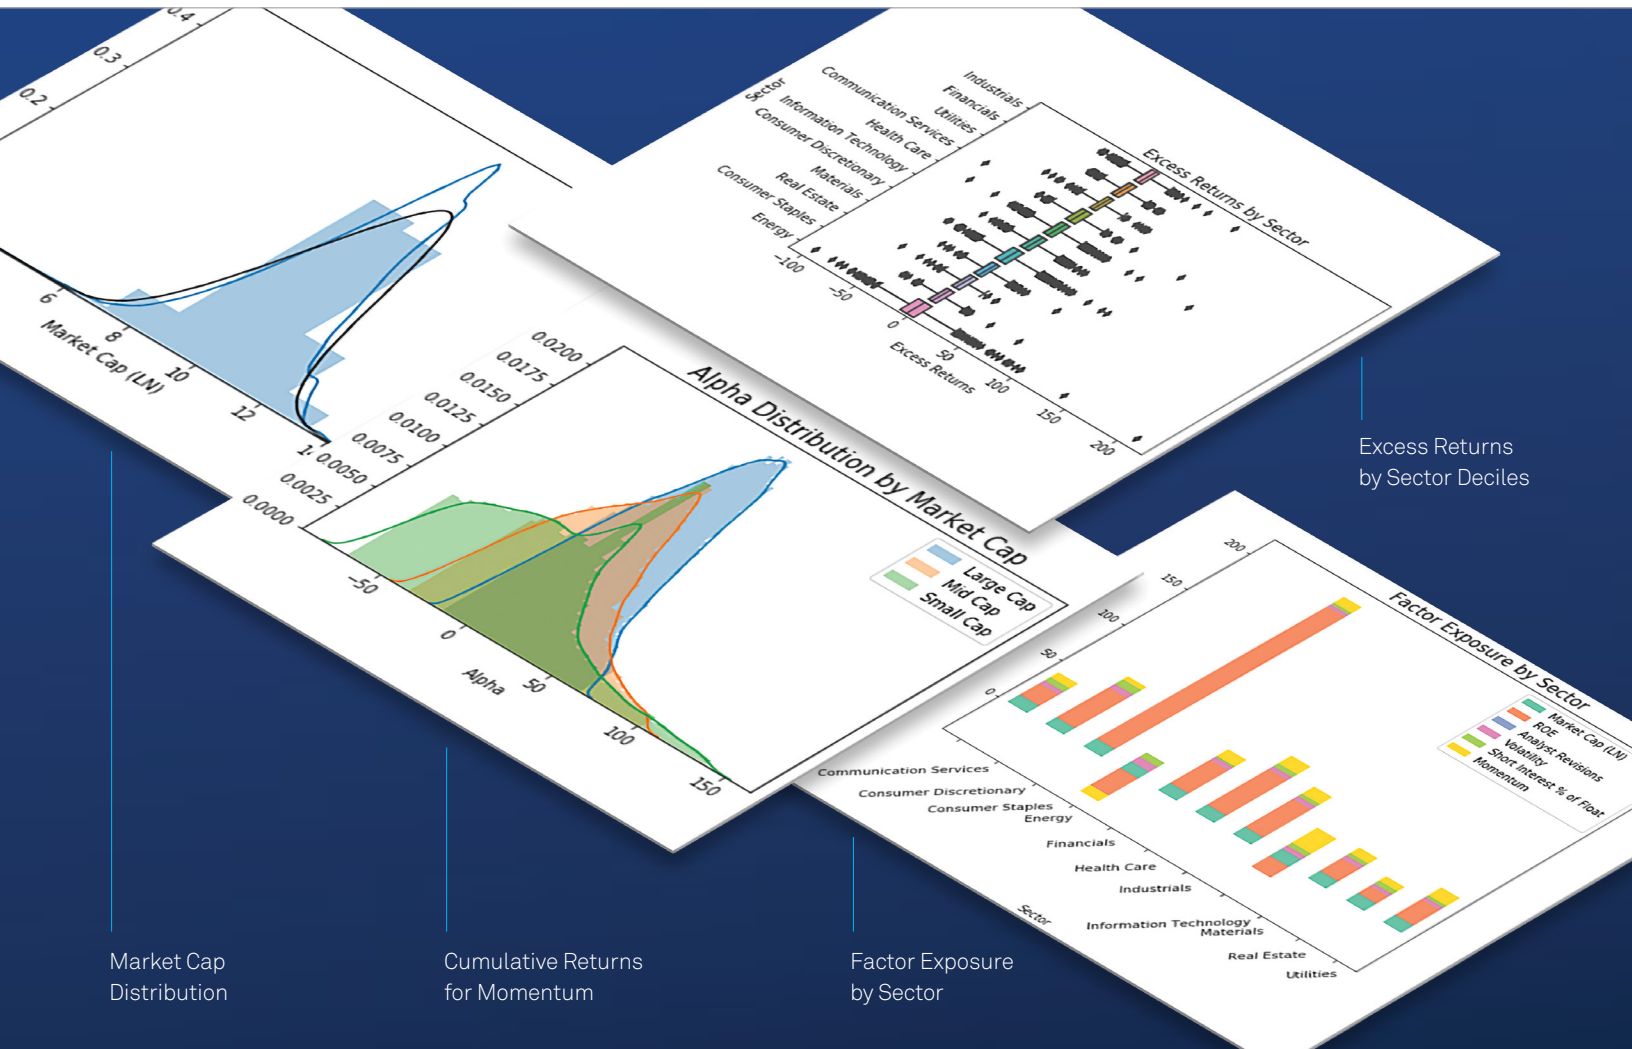 0.4
0.3
0.2
6
8
10
12
Market Cap (LN)
Sector
Industrials
Financials
Utilities
Communication Services
Health Care
Information Technology
Consumer Discretionary
Materials
Real Estate
Consumer Staples
Energy
Excess Returns by Sector
−100
−50
0
50
100
150
200
Excess Returns
0.0200
0.0175
0.0150
0.0125
0.0100
0.0075
0.0050
0.0025
0.0000
Alpha Distribution by Market Cap
Large Cap
Mid Cap
Small Cap
−50
0
50
100
150
Alpha
Excess Returns
by Sector Deciles
200
150
100
50
0
Factor Exposure by Sector
Market Cap (LN)
ROE
Analyst Revisions
Volatility
Short Interest % of Float
Momentum
Communication Services
Consumer Discretionary
Consumer Staples
Energy
Financials
Health Care
Industrials
Information Technology
Materials
Real Estate
Utilities
Sector
Market Cap
Distribution
Cumulative Returns
for Momentum
Factor Exposure
by Sector